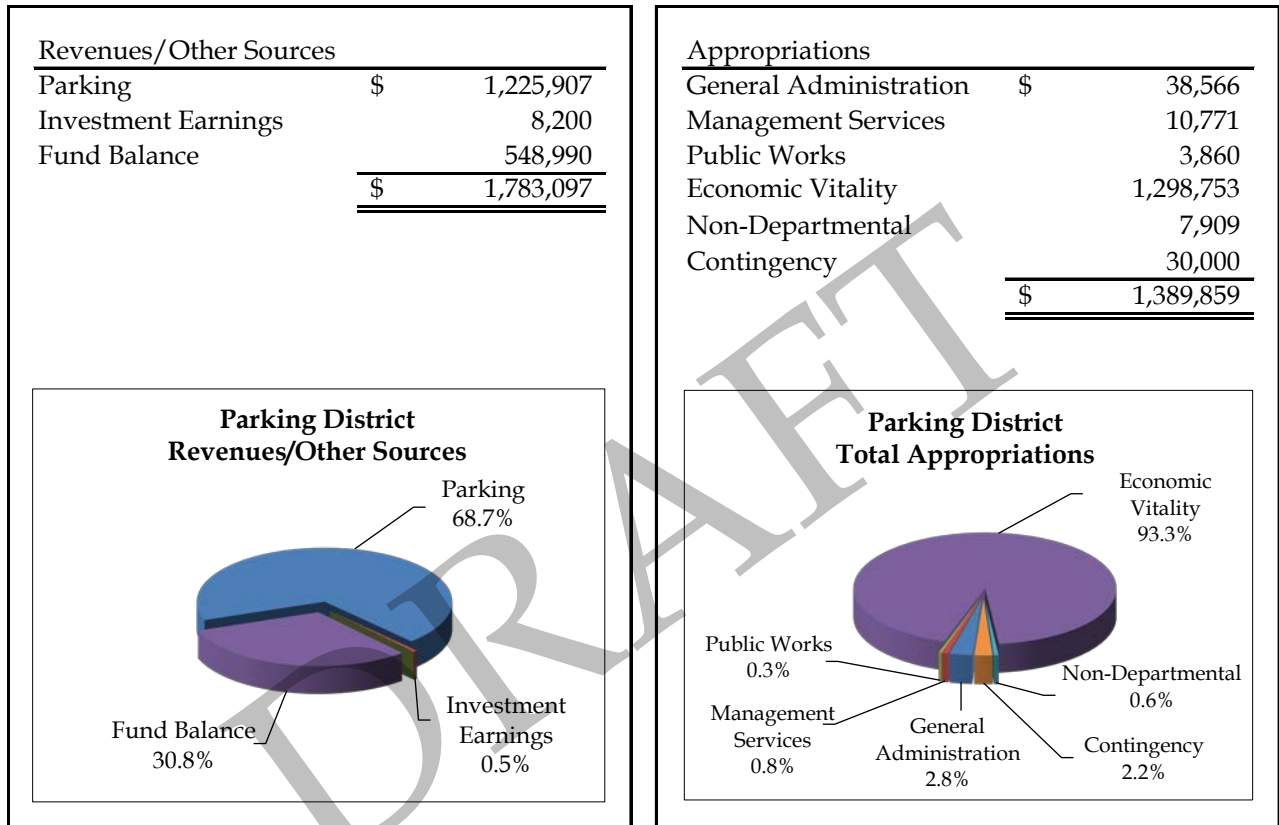 Revenues/Other Sources
Parking $ 1,225,907
Investment Earnings 8,200
Fund Balance 548,990
$ 1,783,097
Appropriations
General Administration $ 38,566
Management Services 10,771
Public Works 3,860
Economic Vitality 1,298,753
Non-Departmental 7,909
Contingency 30,000
$ 1,389,859
Parking District
Revenues/Other Sources
Parking
68.7%
Fund Balance
30.8%
Investment
Earnings
0.5%
Parking District
Total Appropriations
Economic
Vitality
93.3%
Public Works
0.3%
Management
Services
0.8%
General
Administration
2.8%
Contingency
2.2%
Non-Departmental
0.6%
DRAFT